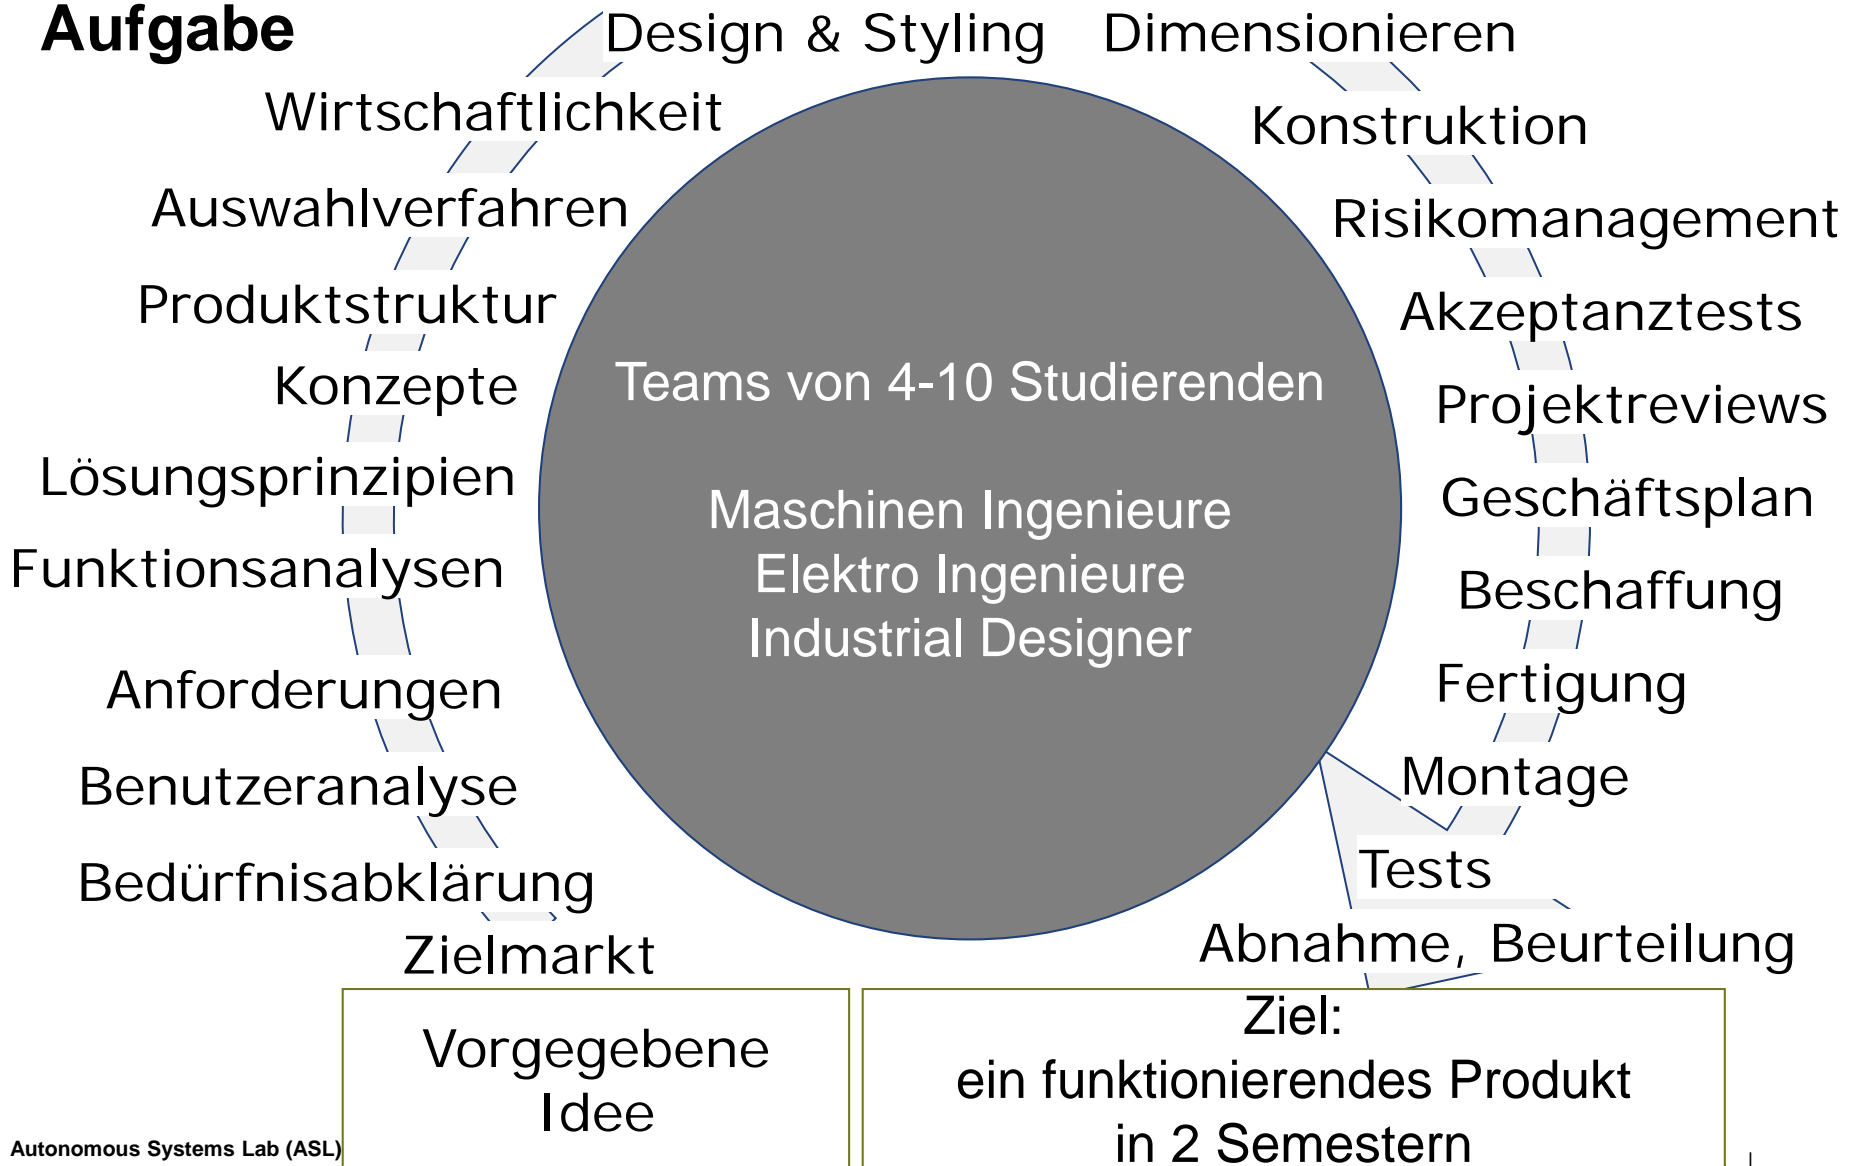 Aufgabe
Design & Styling
Dimensionieren
Wirtschaftlichkeit
Konstruktion
Auswahlverfahren
Risikomanagement
Produktstruktur
Akzeptanztests
Konzepte
Teams von 4-10 Studierenden
Projektreviews
Lösungsprinzipien
Maschinen Ingenieure
Geschäftsplan
Funktionsanalysen
Elektro Ingenieure
Beschaffung
Industrial Designer
Anforderungen
Fertigung
Benutzeranalyse
Montage
Bedürfnisabklärung
Tests
Zielmarkt
Abnahme, Beurteilung
Vorgegebene
Idee
Ziel:
ein funktionierendes Produkt
in 2 Semestern
Autonomous Systems Lab (ASL)